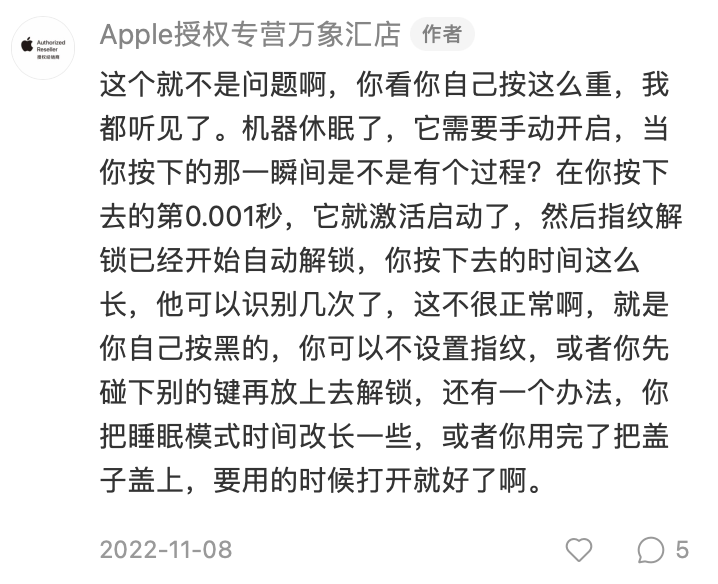 Authorized
Reseller
授权经销商
Apple授权专营万象汇店 作者
这个就不是问题啊，你看你自己按这么重，我
都听见了。机器休眠了，它需要手动开启，当
你按下的那一瞬间是不是有个过程？在你按下
去的第0.001秒，它就激活启动了，然后指纹解
锁已经开始自动解锁，你按下去的时间这么
长，他可以识别几次了，这不很正常啊，就是
你自己按黑的，你可以不设置指纹，或者你先
碰下别的键再放上去解锁，还有一个办法，你
把睡眠模式时间改长一些，或者你用完了把盖
子盖上，要用的时候打开就好了啊。
2022-11-08 5